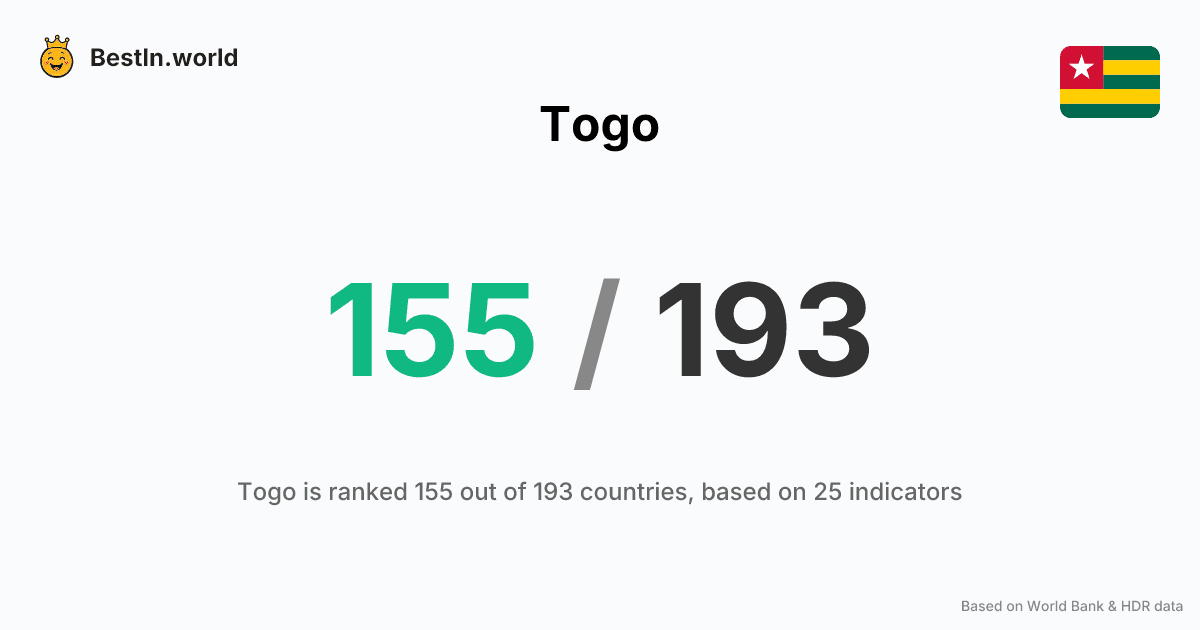 BestIn.world
Togo
155 / 193
Togo is ranked 155 out of 193 countries, based on 25 indicators
Based on World Bank & HDR data